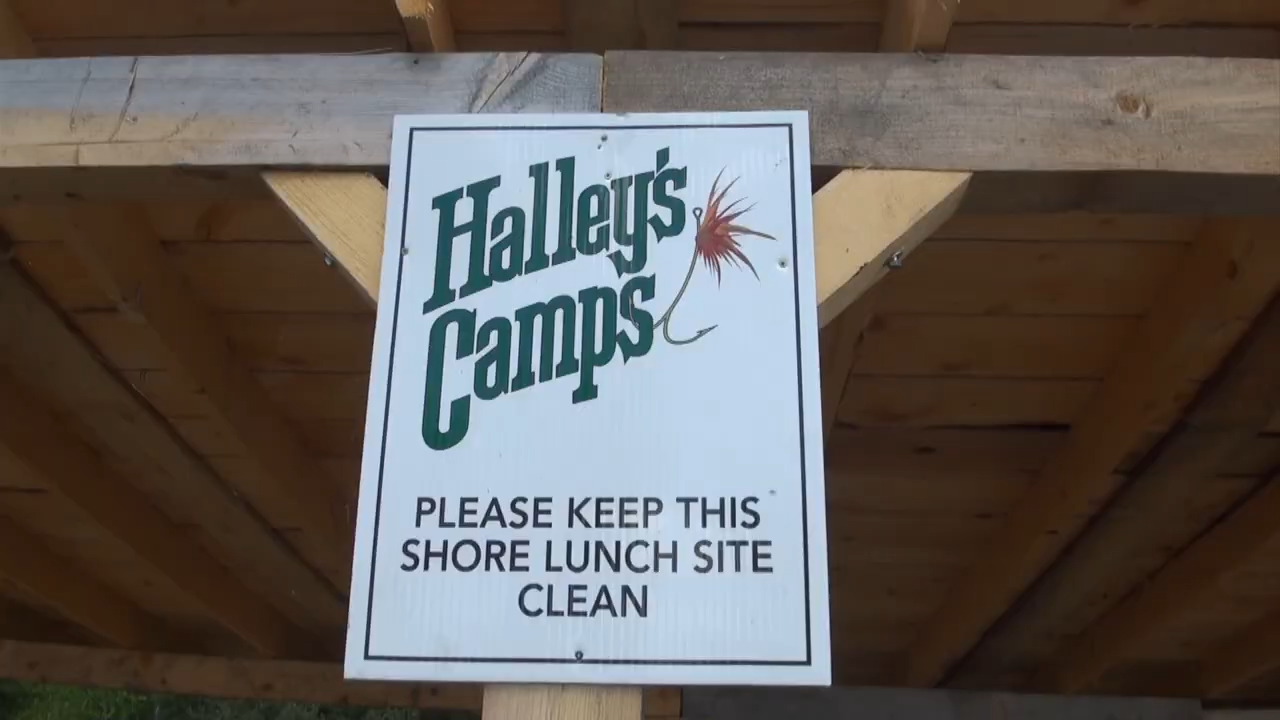 Halley's
Camps
PLEASE KEEP THIS
SHORE LUNCH SITE
CLEAN